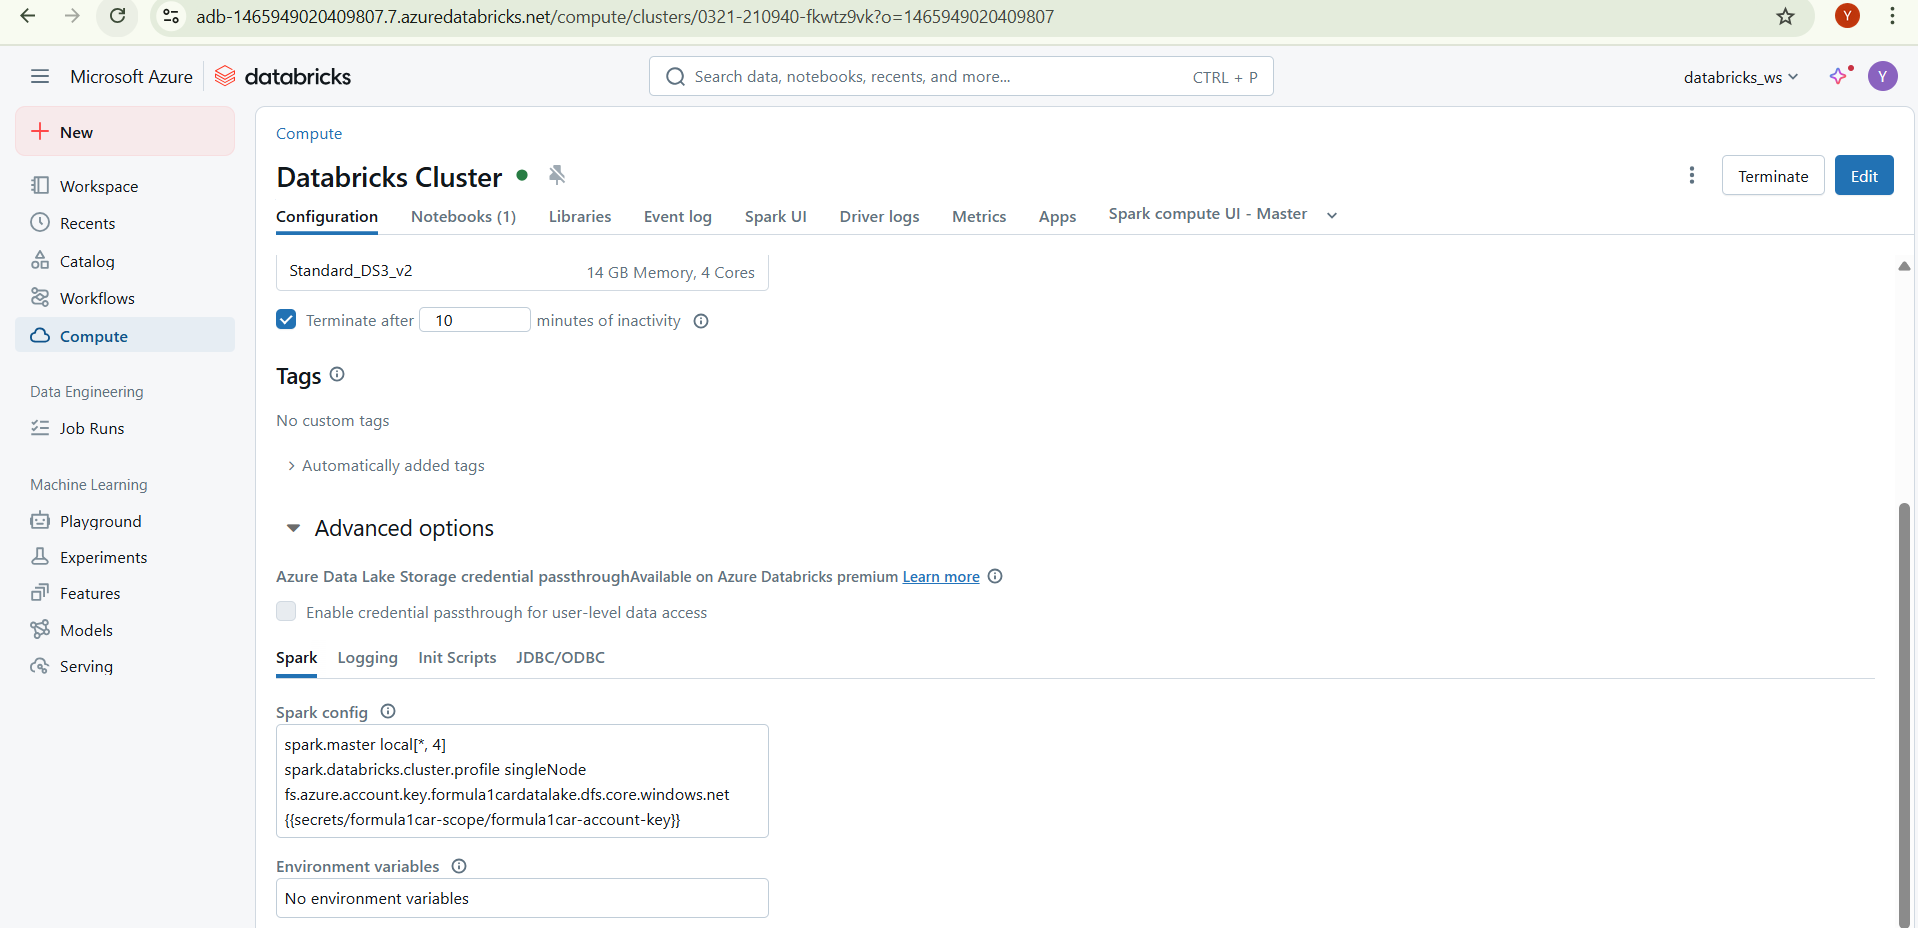 adb-1465949020409807.7.azuredatabricks.net/compute/clusters/0321-210940-fkwtz9vk?o=1465949020409807
Y
Microsoft Azure
databricks
Search data, notebooks, recents, and more...
CTRL + P
databricks_ws
Y
New
Workspace
Recents
Catalog
Workflows
Compute
Data Engineering
Job Runs
Machine Learning
Playground
Experiments
Features
Models
Serving
Compute
Databricks Cluster
Terminate
Edit
Configuration
Notebooks (1)
Libraries
Event log
Spark UI
Driver logs
Metrics
Apps
Spark compute UI - Master
Standard_DS3_v2
14 GB Memory, 4 Cores
Terminate after 10 minutes of inactivity
Tags
No custom tags
Automatically added tags
Advanced options
Azure Data Lake Storage credential passthroughAvailable on Azure Databricks premium Learn more
Enable credential passthrough for user-level data access
Spark
Logging
Init Scripts
JDBC/ODBC
Spark config
spark.master local[*, 4]
spark.databricks.cluster.profile singleNode
fs.azure.account.key.formula1cardatalake.dfs.core.windows.net
{{secrets/formula1car-scope/formula1car-account-key}}
Environment variables
No environment variables